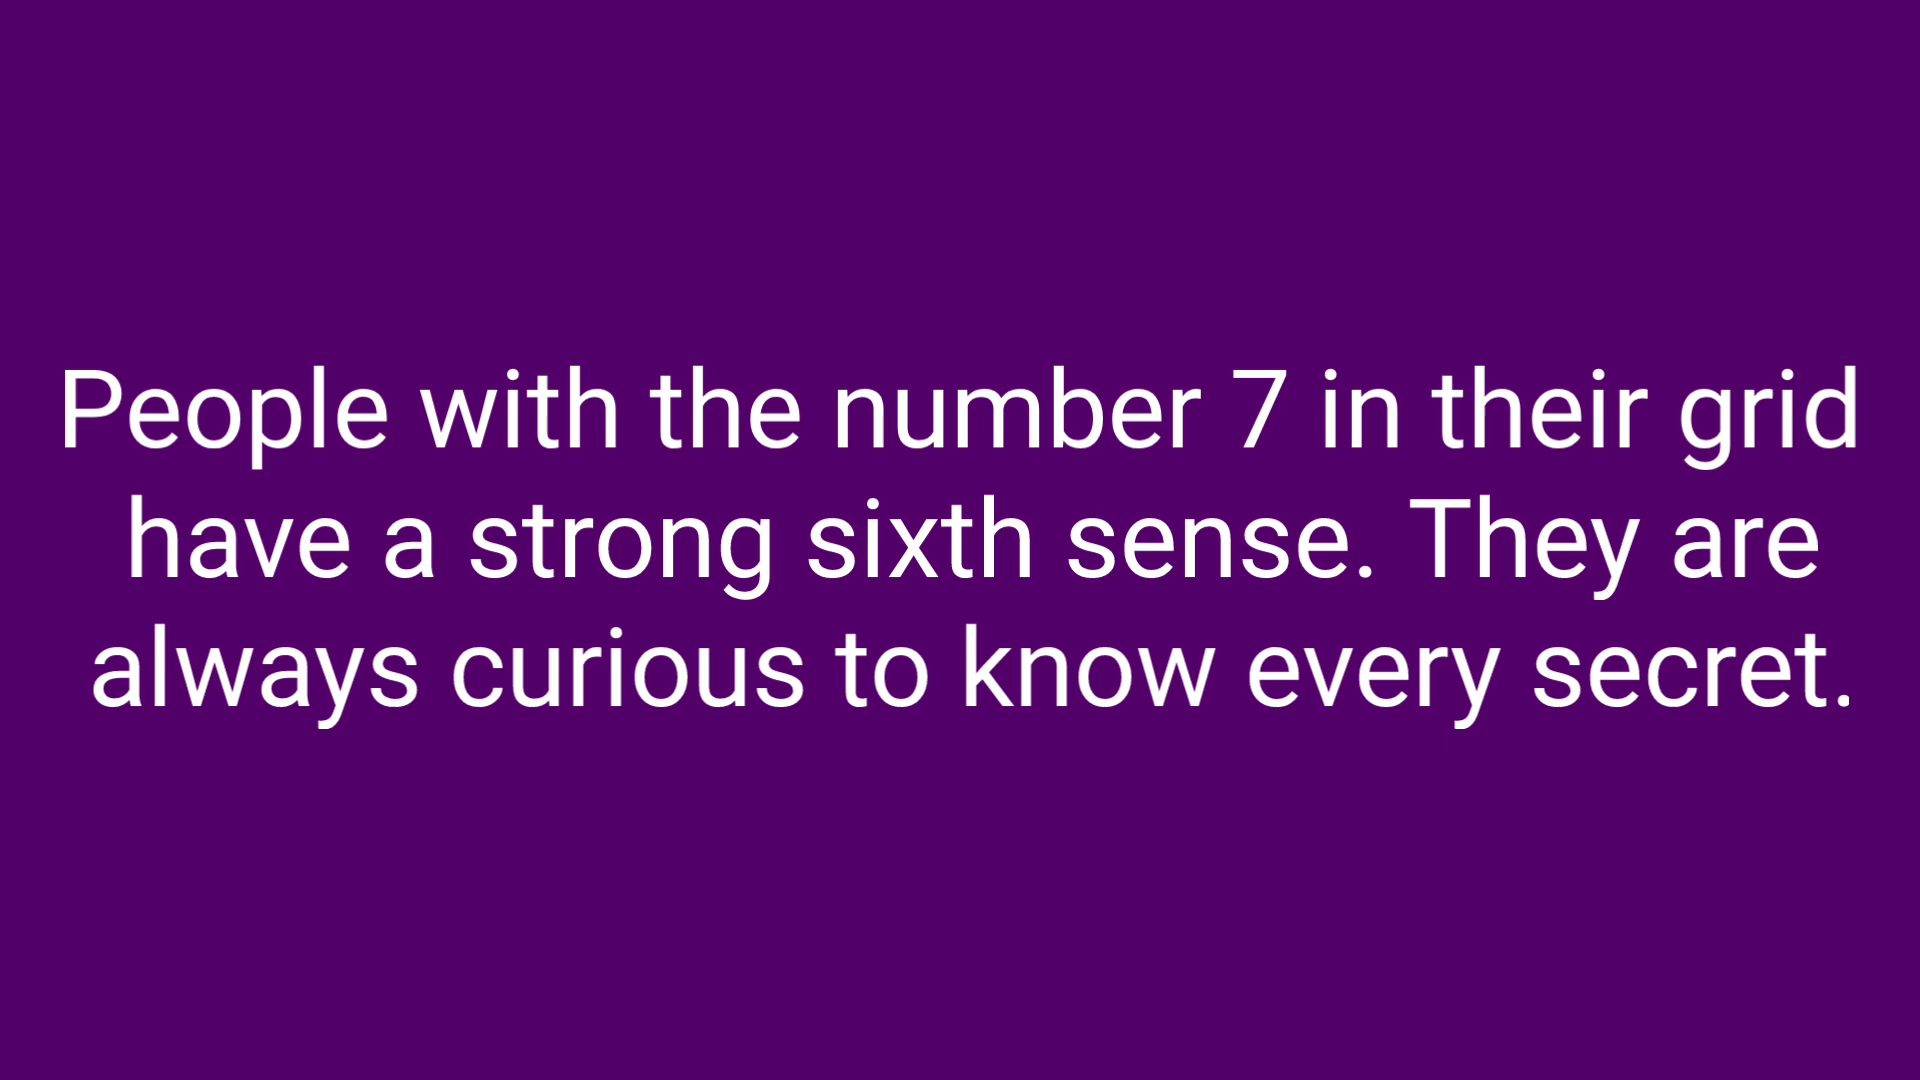 People with the number 7 in their grid
have a strong sixth sense. They are
always curious to know every secret.